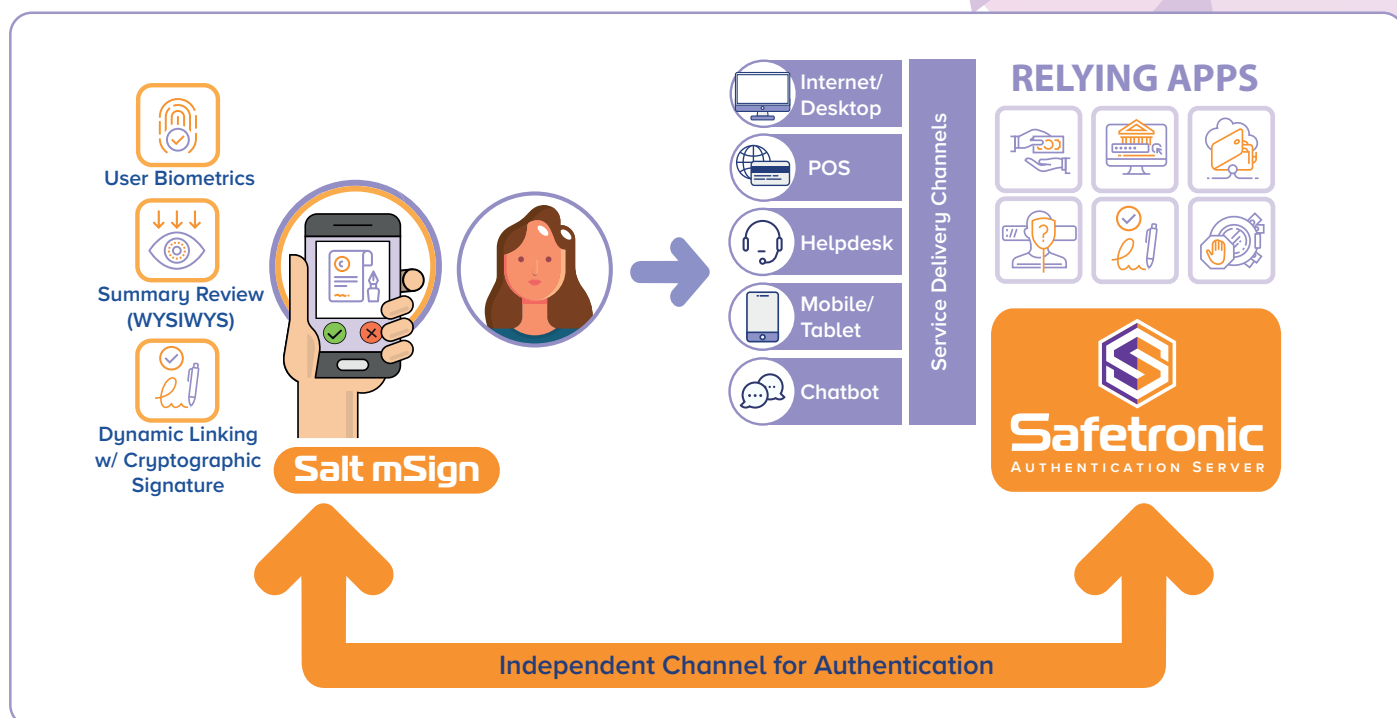 User Biometrics
Summary Review
(WYSIWYS)
Dynamic Linking
w/ Cryptographic
Signature
Salt mSign
Internet/
Desktop
POS
Helpdesk
Mobile/
Tablet
Chatbot
Service Delivery Channels
RELYING APPS
Safetronic
AUTHENTICATION SERVER
Independent Channel for Authentication